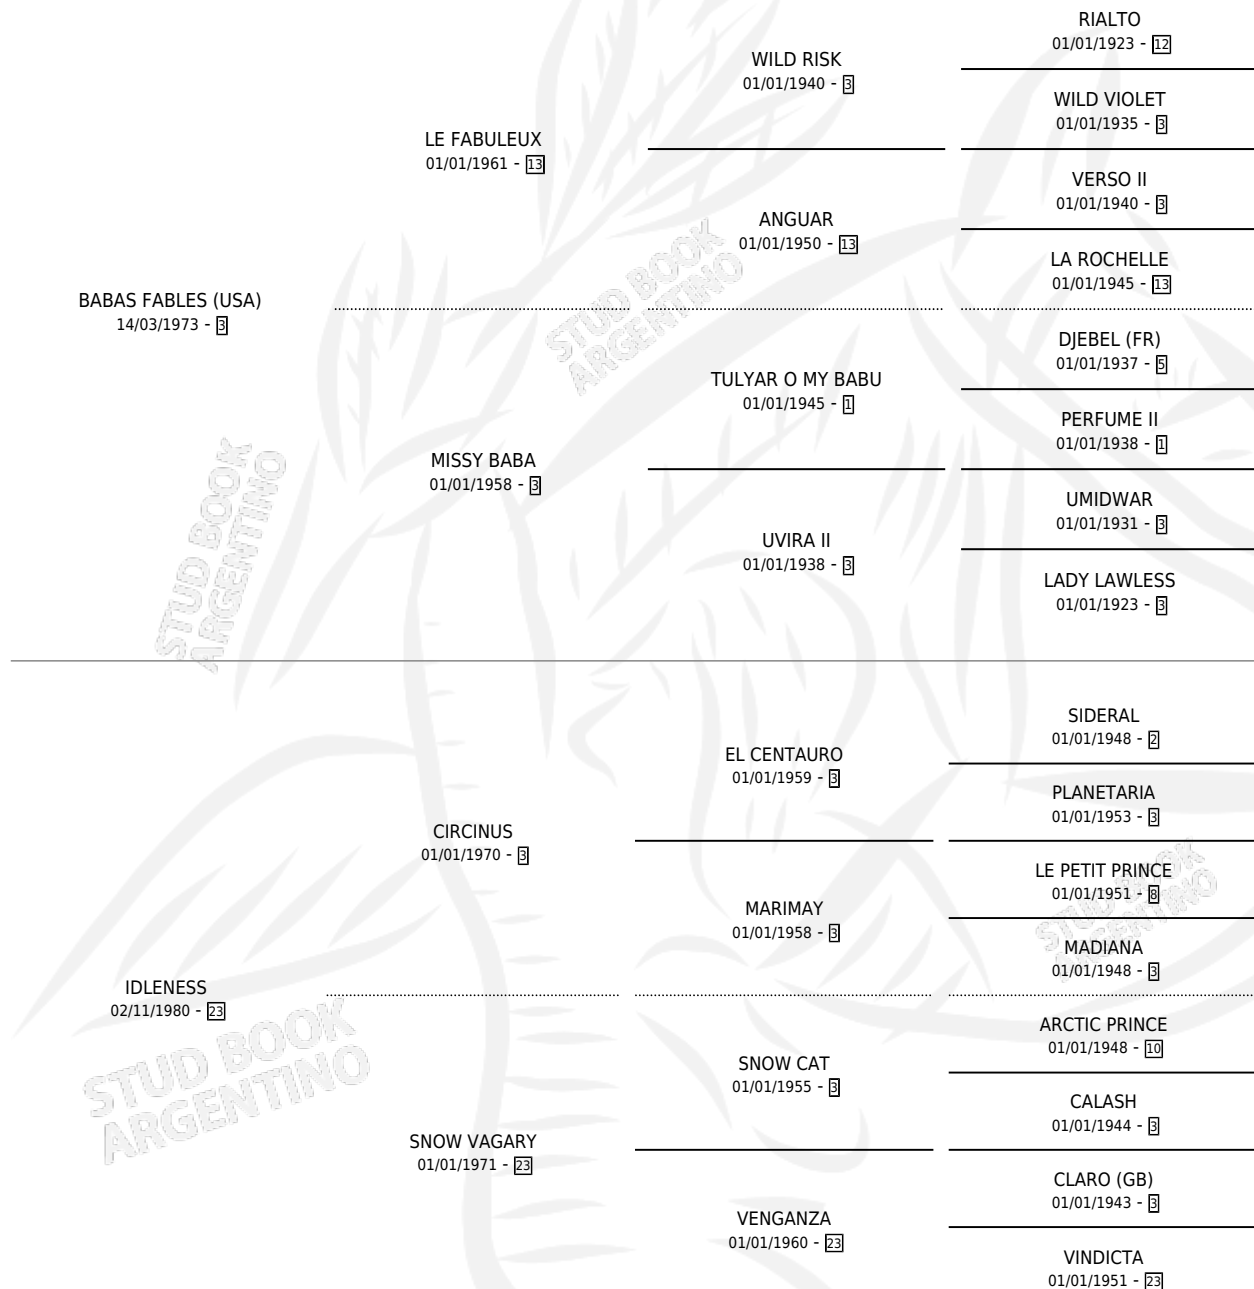 RIALTO
01/01/1923 - 12
WILD RISK
01/01/1940 - 3
WILD VIOLET
01/01/1935 - 3
LE FABULEUX
01/01/1961 - 13
VERSO II
01/01/1940 - 3
ANGUAR
01/01/1950 - 13
LA ROCHELLE
01/01/1945 - 13
BABAS FABLES (USA)
14/03/1973 - 3
DJEBEL (FR)
01/01/1937 - 5
TULYAR O MY BABU
01/01/1945 - 1
PERFUME II
01/01/1938 - 1
MISSY BABA
01/01/1958 - 3
UMIDWAR
01/01/1931 - 3
UVIRA II
01/01/1938 - 3
LADY LAWLESS
01/01/1923 - 3
SIDERAL
01/01/1948 - 2
EL CENTAURO
01/01/1959 - 3
PLANETARIA
01/01/1953 - 3
CIRCINUS
01/01/1970 - 3
LE PETIT PRINCE
01/01/1951 - 8
MARIMAY
01/01/1958 - 3
MADIANA
01/01/1948 - 3
IDLENESS
02/11/1980 - 23
ARCTIC PRINCE
01/01/1948 - 10
SNOW CAT
01/01/1955 - 3
CALASH
01/01/1944 - 3
SNOW VAGARY
01/01/1971 - 23
CLARO (GB)
01/01/1943 - 3
VENGANZA
01/01/1960 - 23
VINDICTA
01/01/1951 - 23
STUD BOOK
ARGENTINO
STUD BOOK
ARGENTINO
STUD BOOK
ARGENTINO
STUD BOOK
ARGENTINO